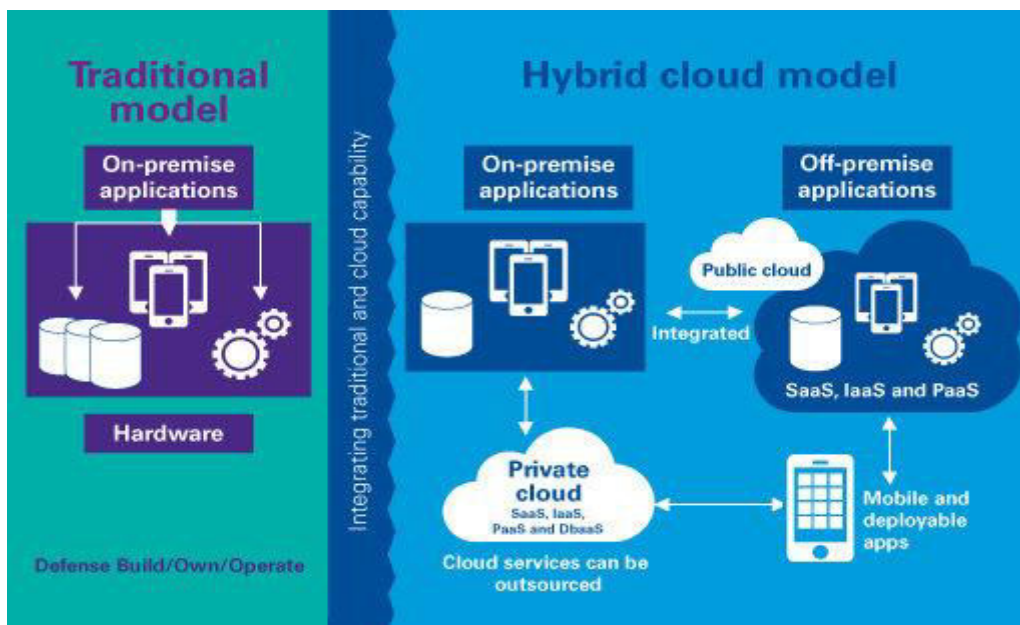 Traditional
model
On-premise
applications
Hardware
Defense Build/Own/Operate
Integrating traditional and cloud capability
Hybrid cloud model
On-premise
applications
Off-premise
applications
Public cloud
Integrated
SaaS, IaaS and PaaS
Private
cloud
SaaS, IaaS,
PaaS and DbaaS
Cloud services can be
outsourced
Mobile and
deployable
apps